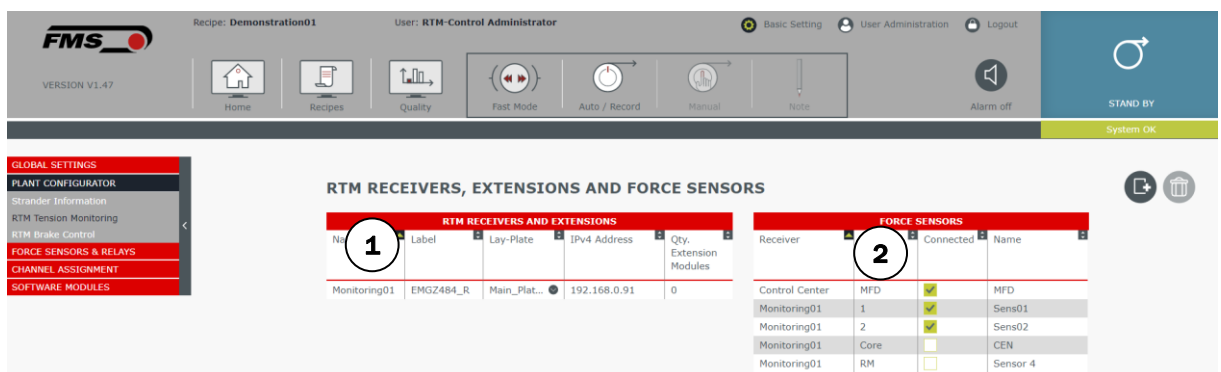 Recipe: Demonstration01 User: RTM-Control Administrator Basic Setting User Administration Logout
FMS
VERSION V1.47
Home Recipes Quality Fast Mode Auto / Record Manual Note Alarm off STAND BY
System OK
GLOBAL SETTINGS
PLANT CONFIGURATOR
Strander Information
RTM Tension Monitoring
RTM Brake Control
FORCE SENSORS & RELAYS
CHANNEL ASSIGNMENT
SOFTWARE MODULES
RTM RECEIVERS, EXTENSIONS AND FORCE SENSORS
RTM RECEIVERS AND EXTENSIONS
Na 1 Label Lay-Plate IPv4 Address Qty.
Extension
Modules
Monitoring01 EMGZ484_R Main_Plat... 192.168.0.91 0
FORCE SENSORS
Receiver 2 Connected Name
Control Center MFD MFD
Monitoring01 1 Sens01
Monitoring01 2 Sens02
Monitoring01 Core CEN
Monitoring01 RM Sensor 4